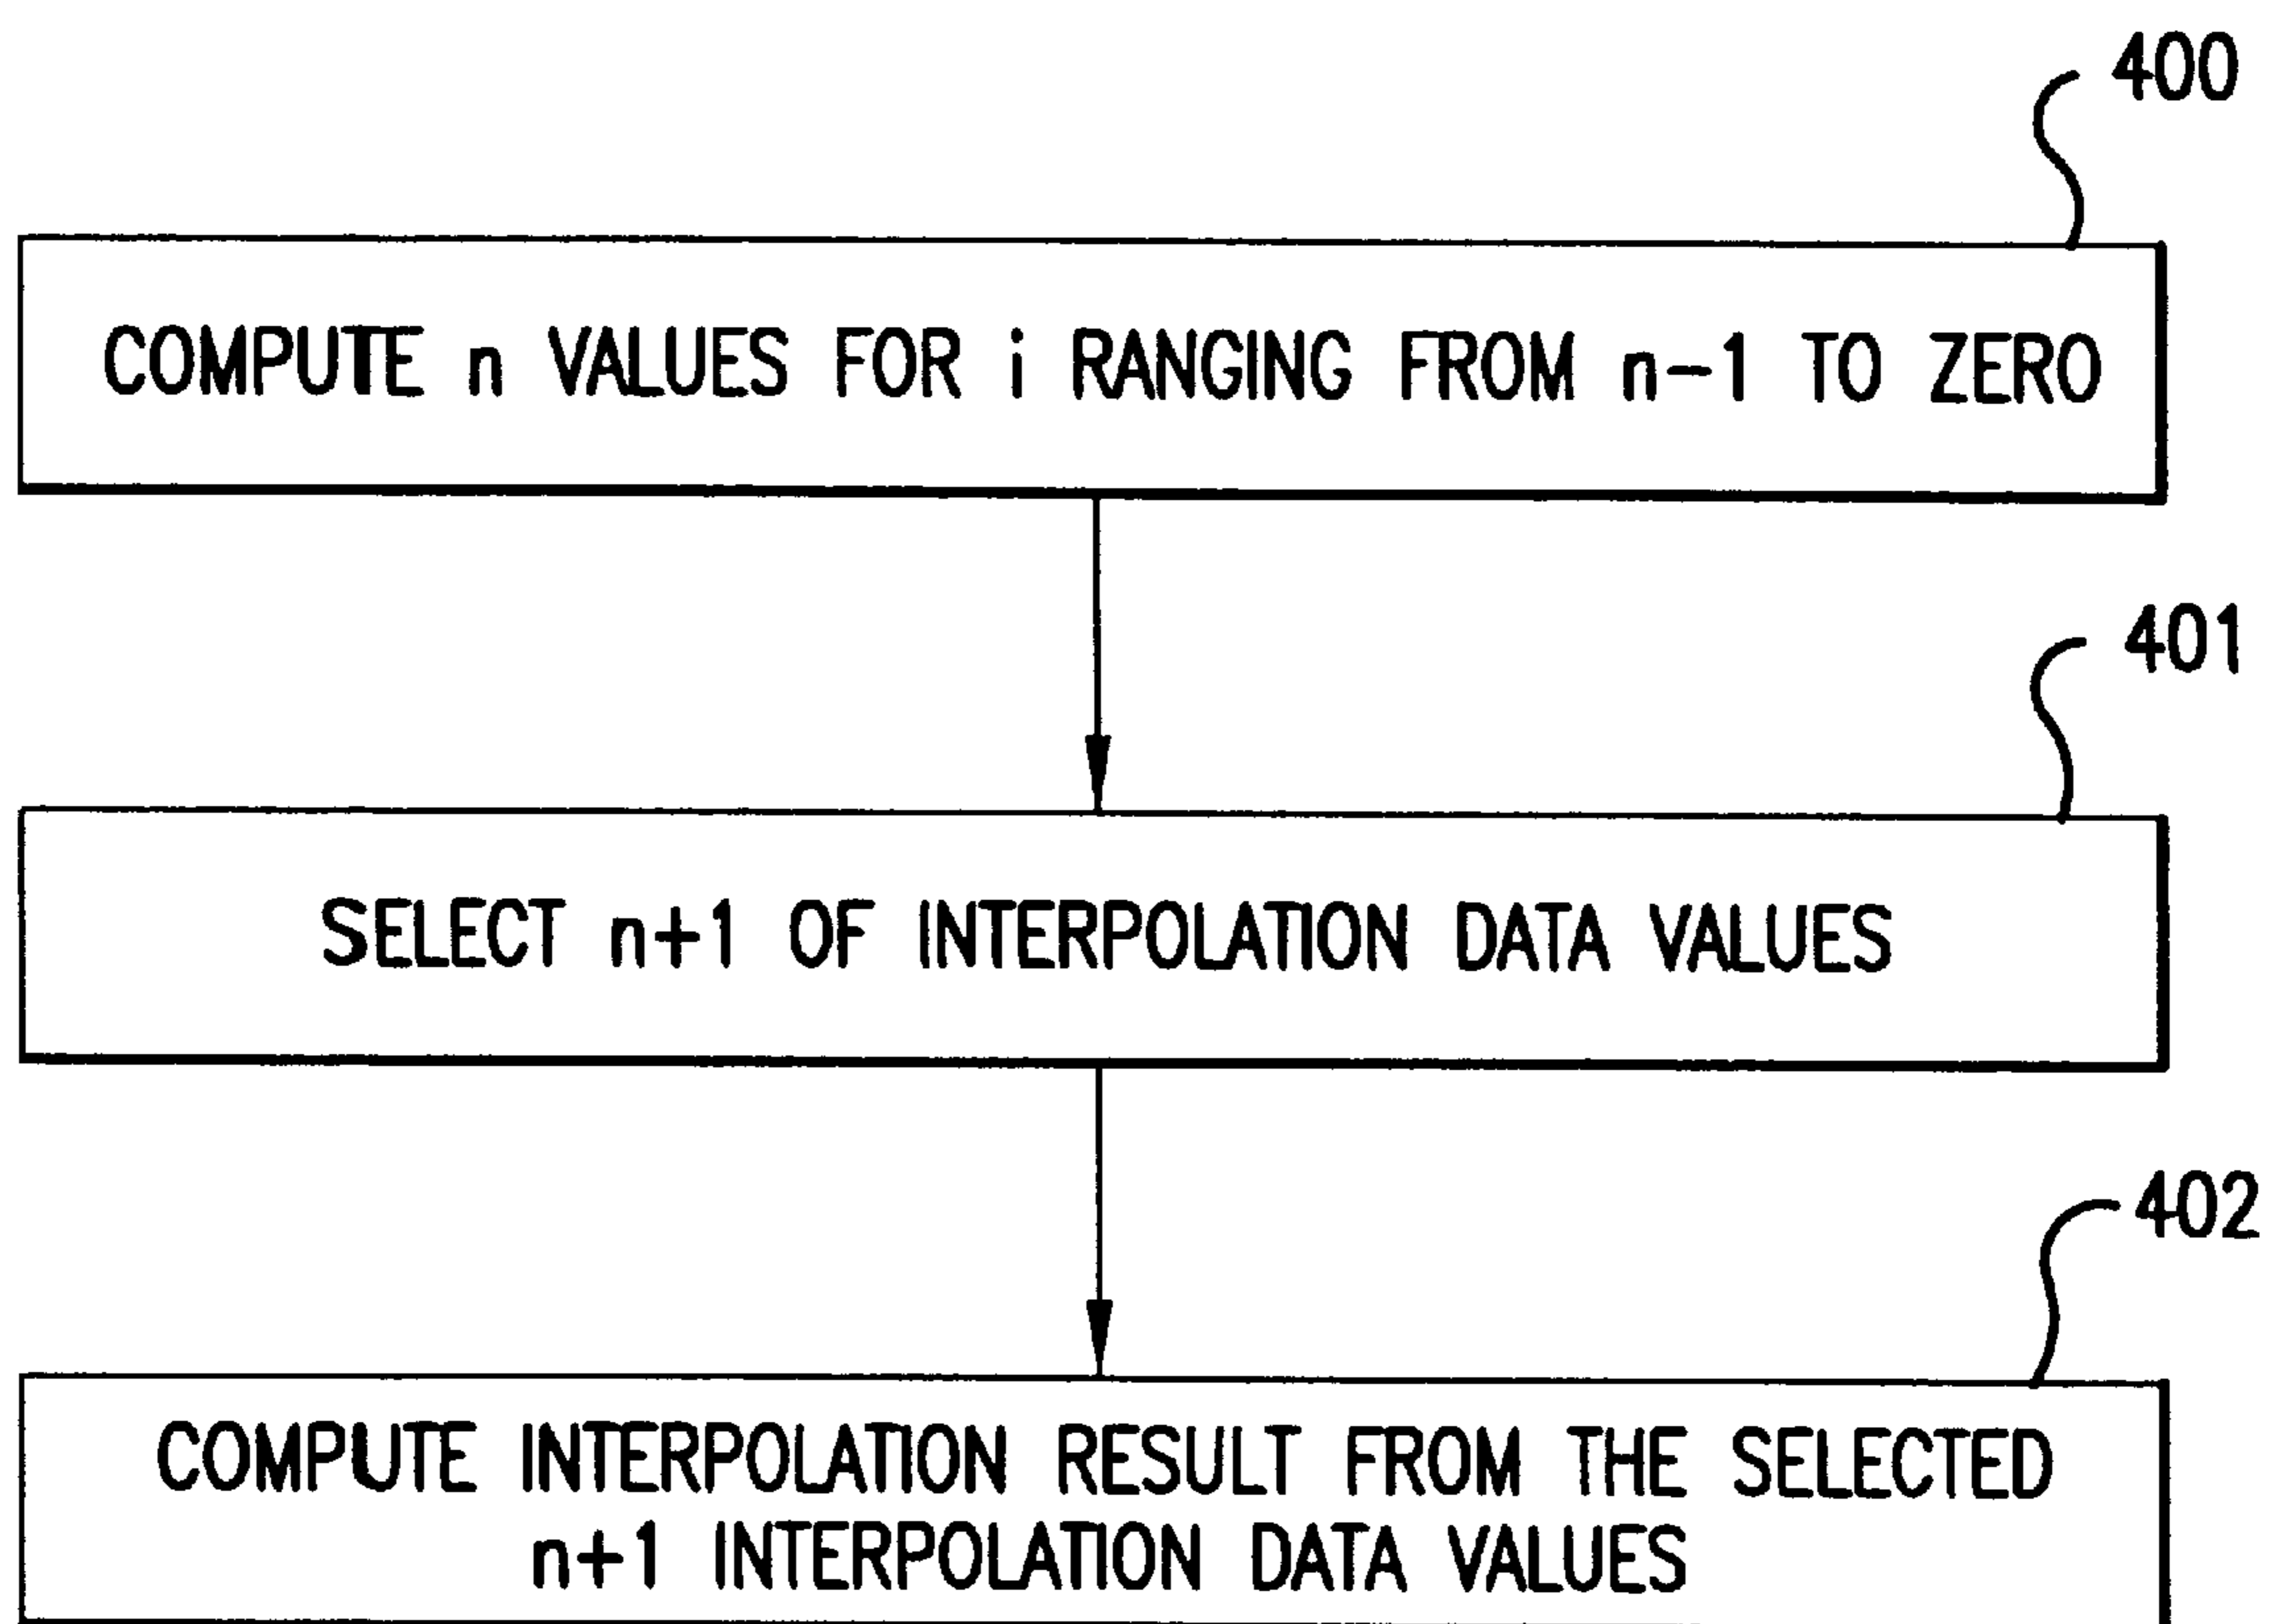 400
COMPUTE n VALUES FOR i RANGING FROM n-1 TO ZERO
401
SELECT n+1 OF INTERPOLATION DATA VALUES
402
COMPUTE INTERPOLATION RESULT FROM THE SELECTED
n+1 INTERPOLATION DATA VALUES